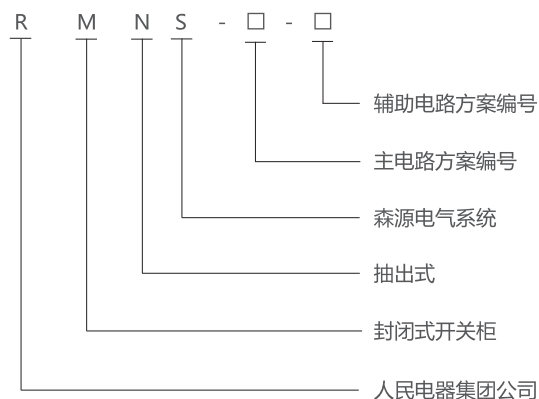 R M N S - □ - □
辅助电路方案编号
主电路方案编号
森源电气系统
抽出式
封闭式开关柜
人民电器集团公司